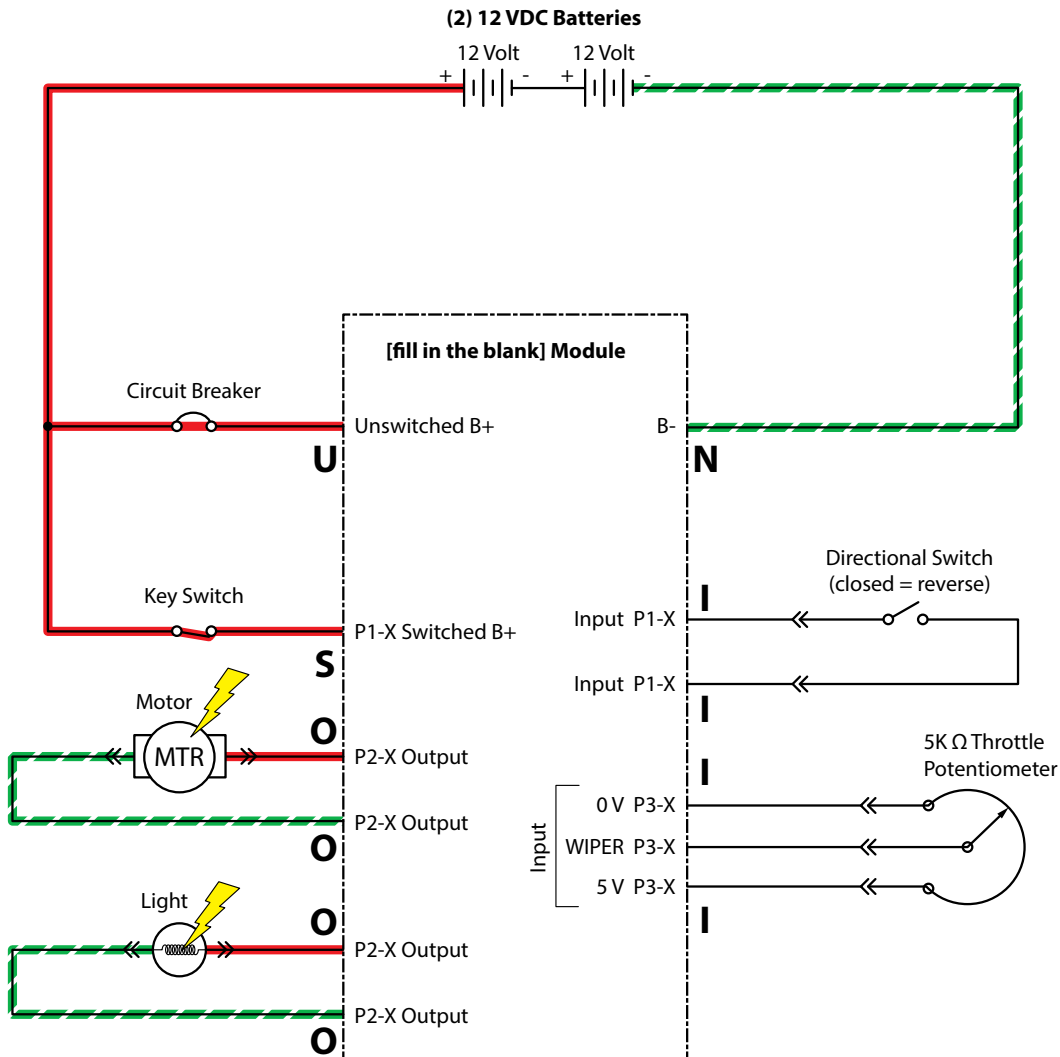 (2) 12 VDC Batteries
12 Volt
12 Volt
+
-
+
-
[fill in the blank] Module
Circuit Breaker
Unswitched B+
B-
U
N
Directional Switch
(closed = reverse)
Key Switch
I
Input P1-X
P1-X Switched B+
S
Input P1-X
I
Motor
O
MTR
P2-X Output
I
5K Ω Throttle
Potentiometer
0 V P3-X
P2-X Output
O
Input
WIPER P3-X
5 V P3-X
Light
O
I
P2-X Output
P2-X Output
O